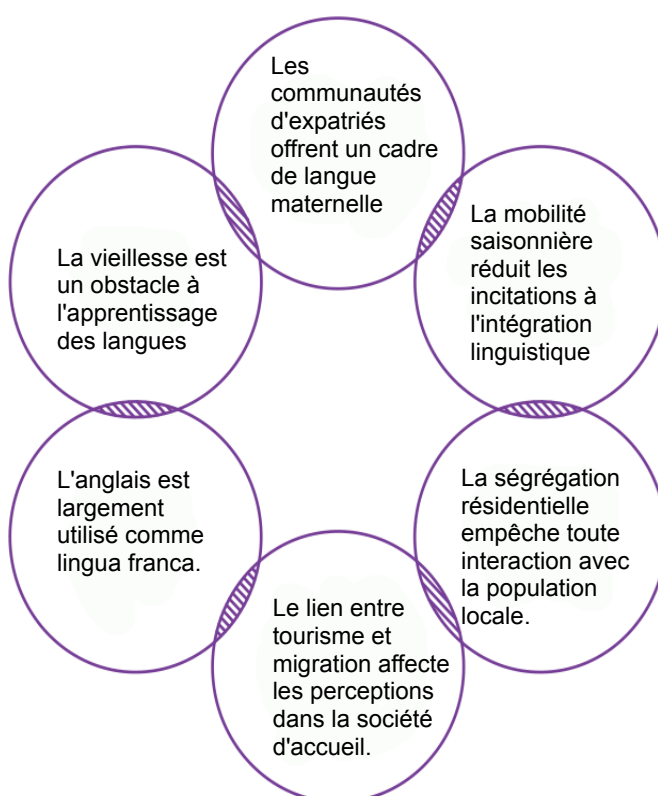 Les
communautés
d'expatriés
offrent un cadre
de langue
maternelle
La mobilité
saisonnière
réduit les
incitations à
l'intégration
linguistique
La vieillesse est
un obstacle à
l'apprentissage
des langues
L'anglais est
largement
utilisé comme
lingua franca.
La ségrégation
résidentielle
empêche toute
interaction avec
la population
locale.
Le lien entre
tourisme et
migration affecte
les perceptions
dans la société
d'accueil.